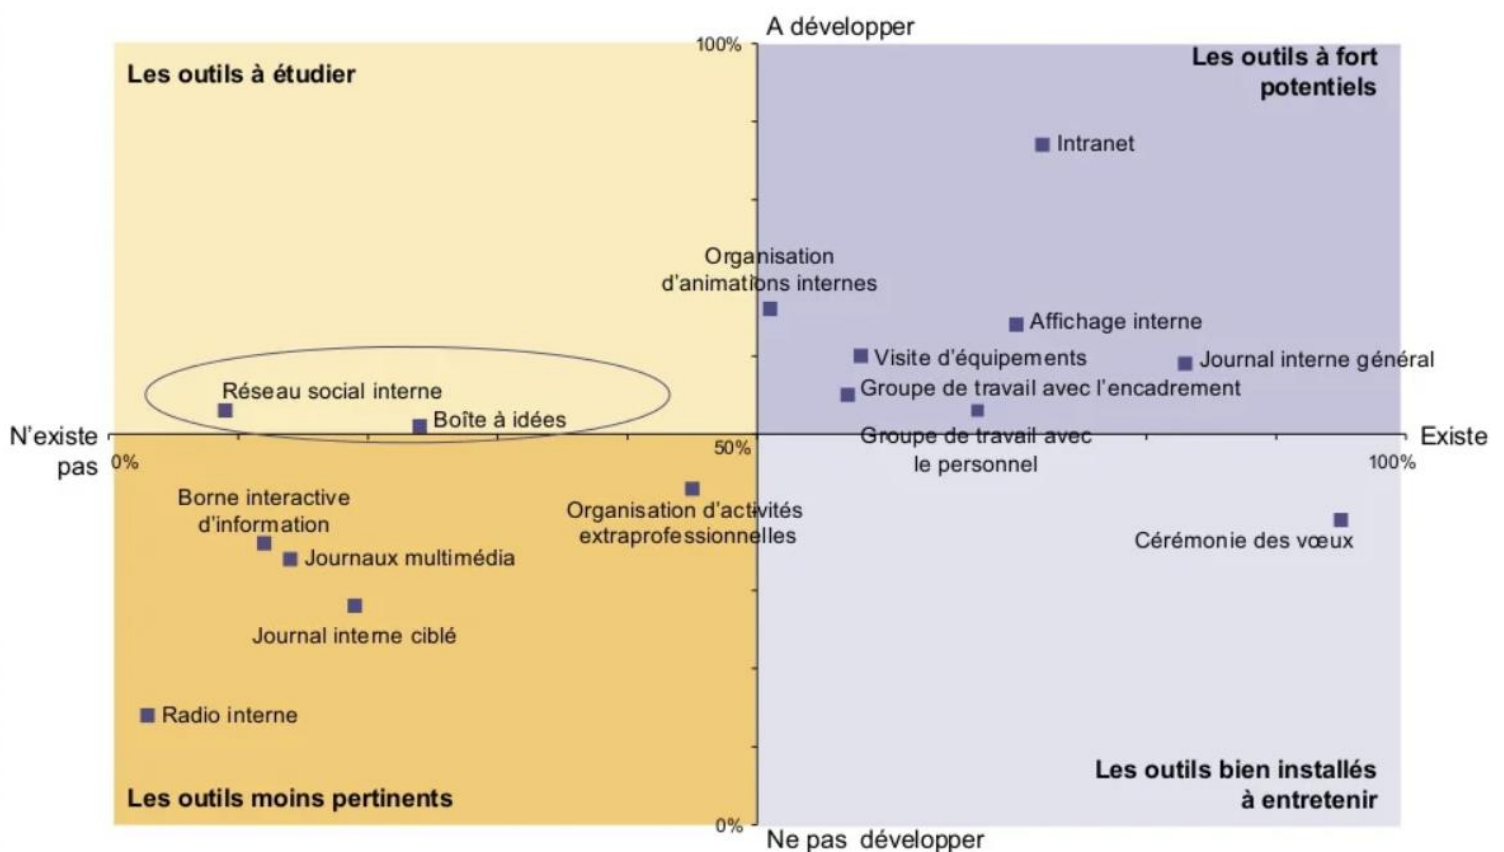 A développer
100%
Les outils à étudier
Les outils à fort
potentiels
Intranet
Organisation
d'animations internes
Affichage interne
Visite d'équipements
Journal interne général
Réseau social interne
Groupe de travail avec l'encadrement
Boîte à idées
N'existe
pas
0%
50%
Groupe de travail avec
le personnel
Existe
100%
Borne interactive
d'information
Organisation d'activités
extraprofessionnelles
Cérémonie des vœux
Journaux multimédia
Journal interne ciblé
Radio interne
Les outils moins pertinents
Les outils bien installés
à entretenir
0%
Ne pas développer